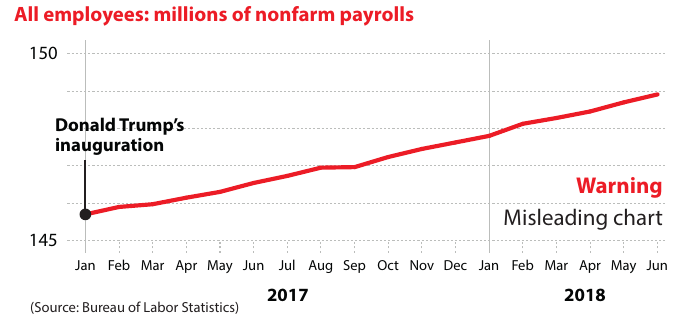 All employees: millions of nonfarm payrolls
150
Donald Trump’s
inauguration
Warning
Misleading chart
145
Jan Feb Mar Apr May Jun Jul Aug Sep Oct Nov Dec Jan Feb Mar Apr May Jun
2017 2018
(Source: Bureau of Labor Statistics)